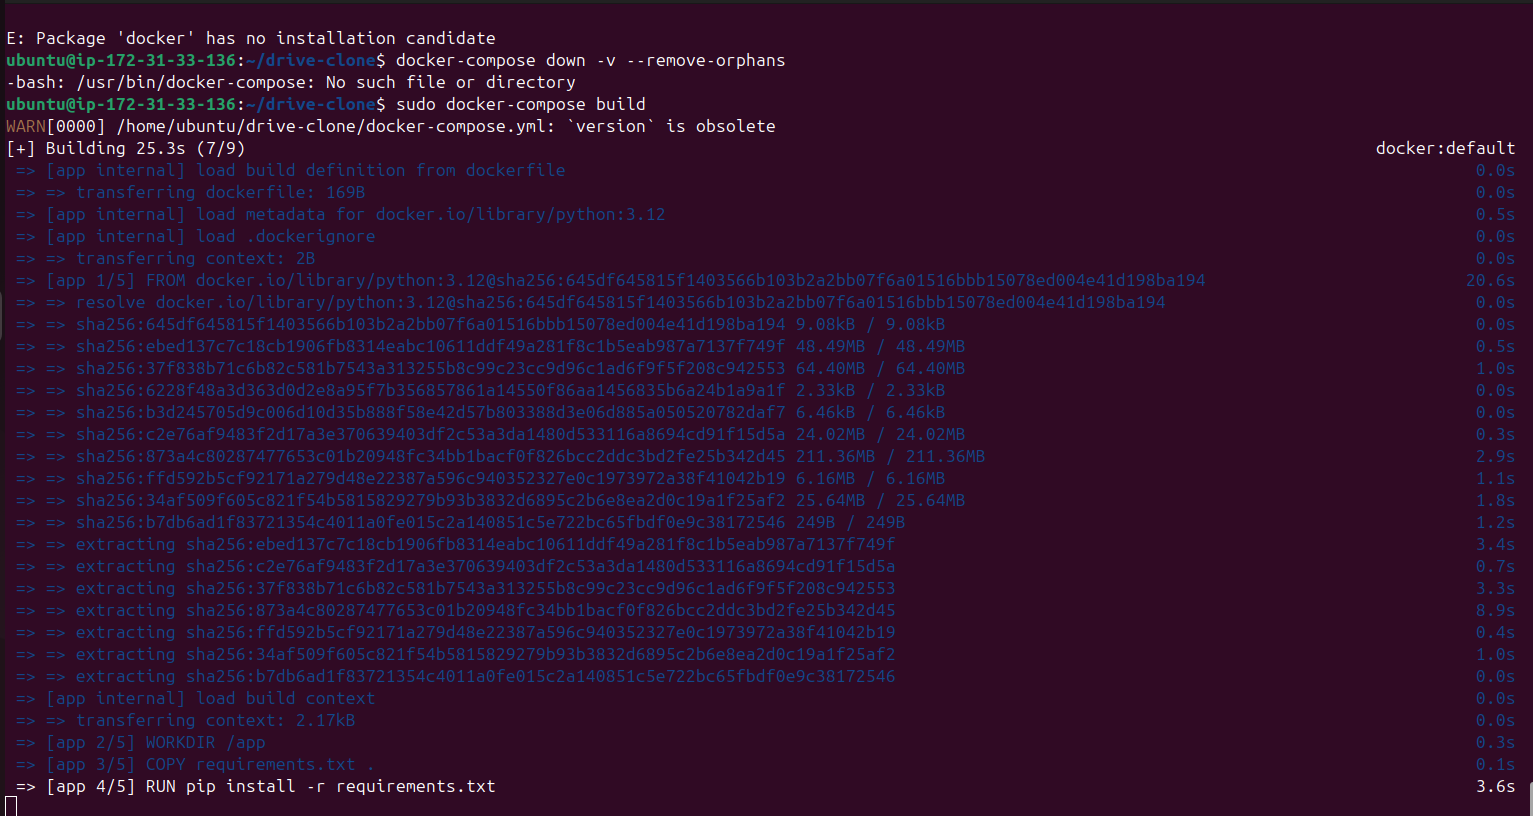 E: Package 'docker' has no installation candidate
ubuntu@ip-172-31-33-136:~/drive-clone$ docker-compose down -v --remove-orphans
-bash: /usr/bin/docker-compose: No such file or directory
ubuntu@ip-172-31-33-136:~/drive-clone$ sudo docker-compose build
WARN[0000] /home/ubuntu/drive-clone/docker-compose.yml: `version` is obsolete
[+] Building 25.3s (7/9) docker:default
=> [app internal] load build definition from dockerfile 0.0s
=> => transferring dockerfile: 169B 0.0s
=> [app internal] load metadata for docker.io/library/python:3.12 0.5s
=> [app internal] load .dockerignore 0.0s
=> => transferring context: 2B 0.0s
=> [app 1/5] FROM docker.io/library/python:3.12@sha256:645df645815f1403566b103b2a2bb07f6a01516bbb15078ed004e41d198ba194 20.6s
=> => resolve docker.io/library/python:3.12@sha256:645df645815f1403566b103b2a2bb07f6a01516bbb15078ed004e41d198ba194 0.0s
=> => sha256:645df645815f1403566b103b2a2bb07f6a01516bbb15078ed004e41d198ba194 9.08kB / 9.08kB 0.0s
=> => sha256:ebed137c7c18cb1906fb8314eabc10611ddf49a281f8c1b5eab987a7137f749f 48.49MB / 48.49MB 0.5s
=> => sha256:37f838b71c6b82c581b7543a313255b8c99c23cc9d96c1ad6f9f5f208c942553 64.40MB / 64.40MB 1.0s
=> => sha256:6228f48a3d363d0d2e8a95f7b356857861a14550f86aa1456835b6a24b1a9a1f 2.33kB / 2.33kB 0.0s
=> => sha256:b3d245705d9c006d10d35b888f58e42d57b803388d3e06d885a050520782daf7 6.46kB / 6.46kB 0.0s
=> => sha256:c2e76af9483f2d17a3e370639403df2c53a3da1480d533116a8694cd91f15d5a 24.02MB / 24.02MB 0.3s
=> => sha256:873a4c80287477653c01b20948fc34bb1bacf0f826bcc2ddc3bd2fe25b342d45 211.36MB / 211.36MB 2.9s
=> => sha256:ffd592b5cf92171a279d48e22387a596c940352327e0c1973972a38f41042b19 6.16MB / 6.16MB 1.1s
=> => sha256:34af509f605c821f54b5815829279b93b3832d6895c2b6e8ea2d0c19a1f25af2 25.64MB / 25.64MB 1.8s
=> => sha256:b7db6ad1f83721354c4011a0fe015c2a140851c5e722bc65fbdf0e9c38172546 249B / 249B 1.2s
=> => extracting sha256:ebed137c7c18cb1906fb8314eabc10611ddf49a281f8c1b5eab987a7137f749f 3.4s
=> => extracting sha256:c2e76af9483f2d17a3e370639403df2c53a3da1480d533116a8694cd91f15d5a 0.7s
=> => extracting sha256:37f838b71c6b82c581b7543a313255b8c99c23cc9d96c1ad6f9f5f208c942553 3.3s
=> => extracting sha256:873a4c80287477653c01b20948fc34bb1bacf0f826bcc2ddc3bd2fe25b342d45 8.9s
=> => extracting sha256:ffd592b5cf92171a279d48e22387a596c940352327e0c1973972a38f41042b19 0.4s
=> => extracting sha256:34af509f605c821f54b5815829279b93b3832d6895c2b6e8ea2d0c19a1f25af2 1.0s
=> => extracting sha256:b7db6ad1f83721354c4011a0fe015c2a140851c5e722bc65fbdf0e9c38172546 0.0s
=> [app internal] load build context 0.0s
=> => transferring context: 2.17kB 0.0s
=> [app 2/5] WORKDIR /app 0.3s
=> [app 3/5] COPY requirements.txt . 0.1s
=> [app 4/5] RUN pip install -r requirements.txt 3.6s